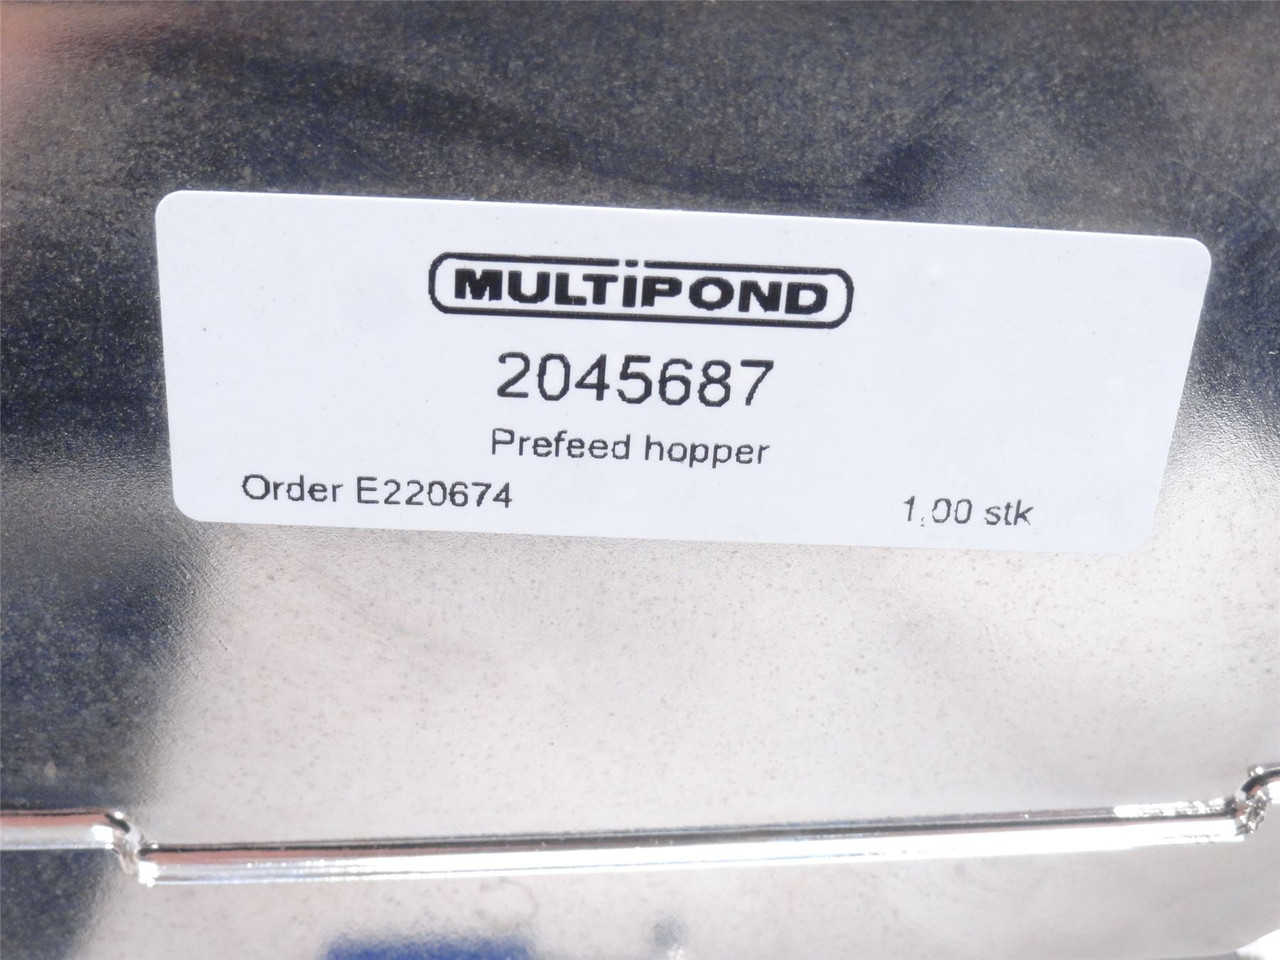 MULTiPOND
2045687
Prefeed hopper
Order E220674
1,00 stk